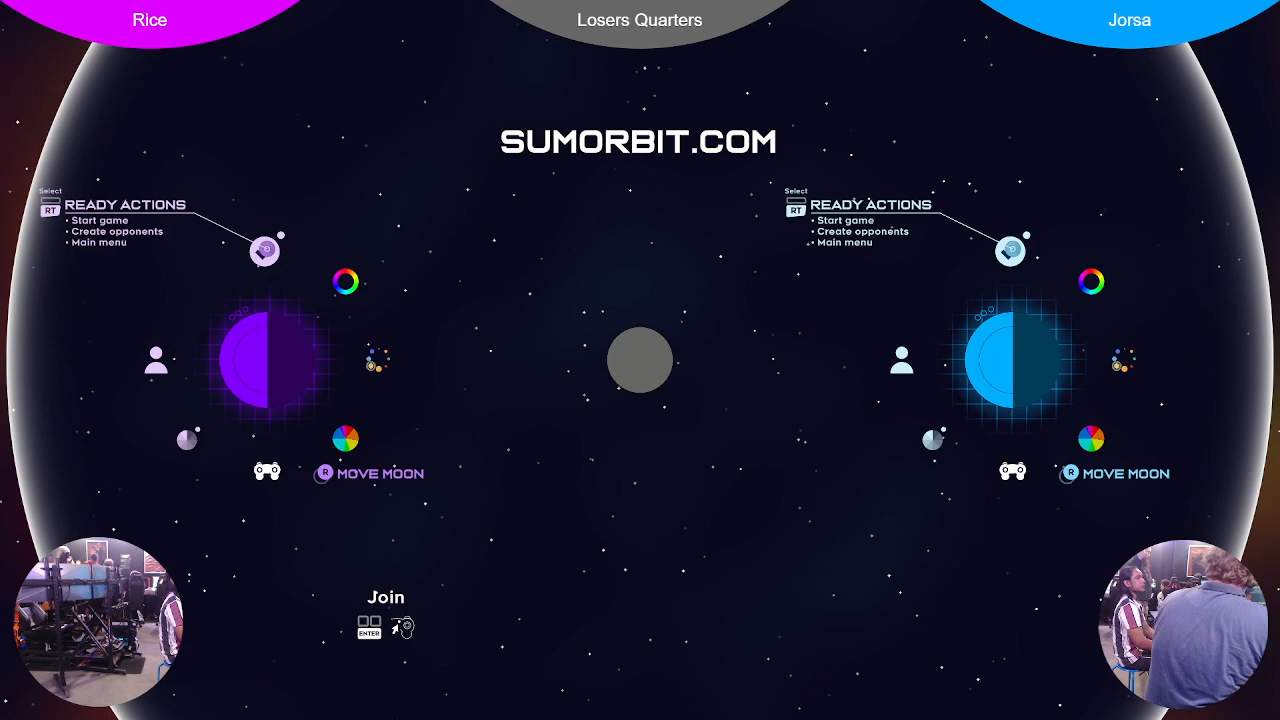 Rice
Losers Quarters
Jorsa
SUMORBIT.COM
Select
RT READY ACTIONS
• Start game
• Create opponents
• Main menu
Select
RT READY ACTIONS
• Start game
• Create opponents
• Main menu
R MOVE MOON
R MOVE MOON
Join
ENTER